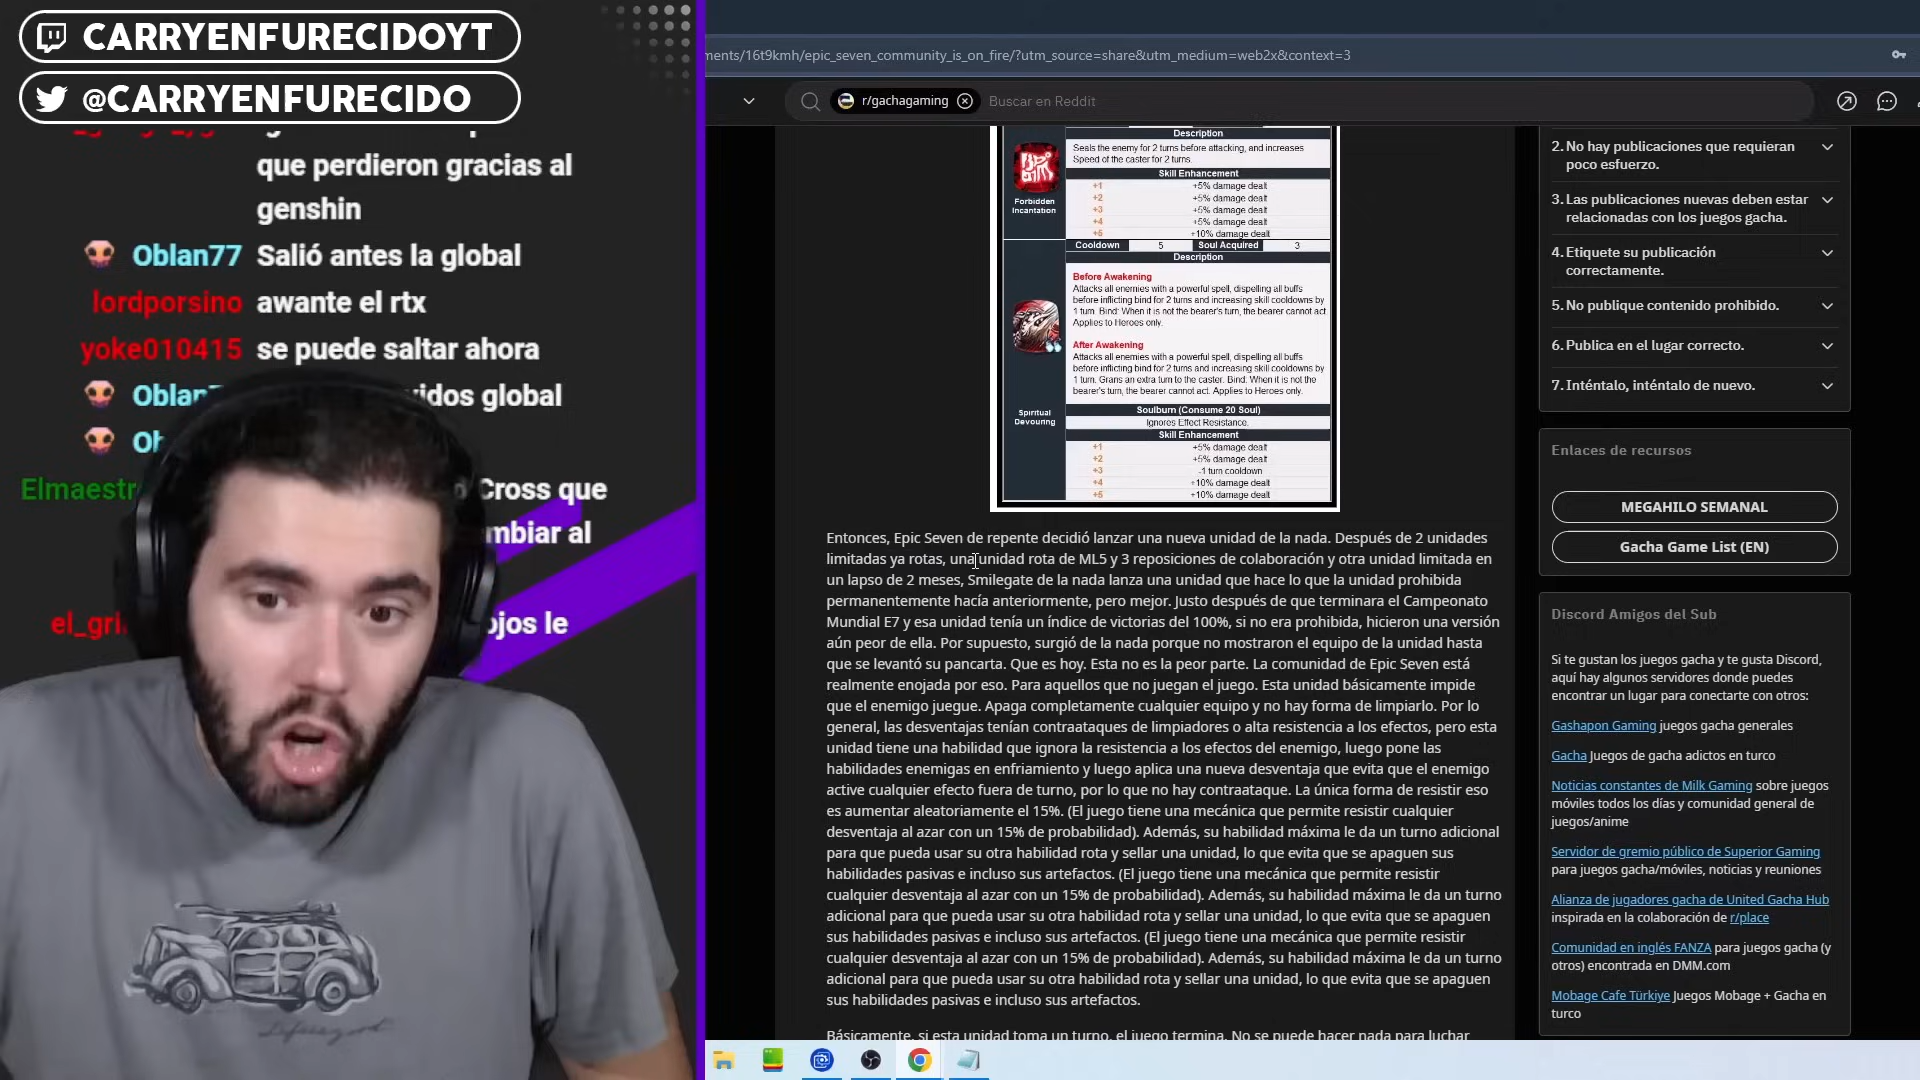 CARRYENFURECIDOYT
@CARRYENFURECIDO
que perdieron gracias al
genshin
Oblan77 Salió antes la global
lordporsino awante el rtx
yoke010415 se puede saltar ahora
vidos global
Cross que
mbiar al
ojos le
ments/16t9kmh/epic_seven_community_is_on_fire/?utm_source=share&utm_medium=web2x&context=3
r/gachagaming Buscar en Reddit
Description
Seals the enemy for 2 turns before attacking, and increases
Speed of the caster for 2 turns.
Skill Enhancement
+1 +5% damage dealt
+2 +5% damage dealt
+3 +5% damage dealt
+4 +5% damage dealt
+5 +10% damage dealt
Forbidden
Incantation
Cooldown 5 Soul Acquired 3
Description
Before Awakening
Attacks all enemies with a powerful spell, dispelling all buffs
before inflicting bind for 2 turns and increasing skill cooldowns by
1 turn. Bind: When it is not the bearer's turn, the bearer cannot act.
Applies to Heroes only.
After Awakening
Attacks all enemies with a powerful spell, dispelling all buffs
before inflicting bind for 2 turns and increasing skill cooldowns by
1 turn. Grans an extra turn to the caster. Bind: When it is not the
bearer's turn, the bearer cannot act. Applies to Heroes only.
Spiritual
Devouring
Soulburn (Consume 20 Soul)
Ignores Effect Resistance.
Skill Enhancement
+1 +5% damage dealt
+2 +5% damage dealt
+3 -1 turn cooldown
+4 +10% damage dealt
+5 +10% damage dealt
Entonces, Epic Seven de repente decidió lanzar una nueva unidad de la nada. Después de 2 unidades
limitadas ya rotas, una unidad rota de ML5 y 3 reposiciones de colaboración y otra unidad limitada en
un lapso de 2 meses, Smilegate de la nada lanza una unidad que hace lo que la unidad prohibida
permanentemente hacía anteriormente, pero mejor. Justo después de que terminara el Campeonato
Mundial E7 y esa unidad tenía un índice de victorias del 100%, si no era prohibida, hicieron una versión
aún peor de ella. Por supuesto, surgió de la nada porque no mostraron el equipo de la unidad hasta
que se levantó su pancarta. Que es hoy. Esta no es la peor parte. La comunidad de Epic Seven está
realmente enojada por eso. Para aquellos que no juegan el juego. Esta unidad básicamente impide
que el enemigo juegue. Apaga completamente cualquier equipo y no hay forma de limpiarlo. Por lo
general, las desventajas tenían contraataques de limpiadores o alta resistencia a los efectos, pero esta
unidad tiene una habilidad que ignora la resistencia a los efectos del enemigo, luego pone las
habilidades enemigas en enfriamiento y luego aplica una nueva desventaja que evita que el enemigo
active cualquier efecto fuera de turno, por lo que no hay contraataque. La única forma de resistir eso
es aumentar aleatoriamente el 15%. (El juego tiene una mecánica que permite resistir cualquier
desventaja al azar con un 15% de probabilidad). Además, su habilidad máxima le da un turno adicional
para que pueda usar su otra habilidad rota y sellar una unidad, lo que evita que se apaguen sus
habilidades pasivas e incluso sus artefactos. (El juego tiene una mecánica que permite resistir
cualquier desventaja al azar con un 15% de probabilidad). Además, su habilidad máxima le da un turno
adicional para que pueda usar su otra habilidad rota y sellar una unidad, lo que evita que se apaguen
sus habilidades pasivas e incluso sus artefactos. (El juego tiene una mecánica que permite resistir
cualquier desventaja al azar con un 15% de probabilidad). Además, su habilidad máxima le da un turno
adicional para que pueda usar su otra habilidad rota y sellar una unidad, lo que evita que se apaguen
sus habilidades pasivas e incluso sus artefactos.
Básicamente, si esta unidad toma un turno, el juego termina. No se puede hacer nada para luchar
2. No hay publicaciones que requieran
poco esfuerzo.
3. Las publicaciones nuevas deben estar
relacionadas con los juegos gacha.
4. Etiquete su publicación
correctamente.
5. No publique contenido prohibido.
6. Publica en el lugar correcto.
7. Inténtalo, inténtalo de nuevo.
Enlaces de recursos
MEGAHILO SEMANAL
Gacha Game List (EN)
Discord Amigos del Sub
Si te gustan los juegos gacha y te gusta Discord,
aquí hay algunos servidores donde puedes
encontrar un lugar para conectarte con otros:
Gashapon Gaming juegos gacha generales
Gacha Juegos de gacha adictos en turco
Noticias constantes de Milk Gaming sobre juegos
móviles todos los días y comunidad general de
juegos/anime
Servidor de gremio público de Superior Gaming
para juegos gacha/móviles, noticias y reuniones
Alianza de jugadores gacha de United Gacha Hub
inspirada en la colaboración de r/place
Comunidad en inglés FANZA para juegos gacha (y
otros) encontrada en DMM.com
Mobage Cafe Türkiye Juegos Mobage + Gacha en
turco